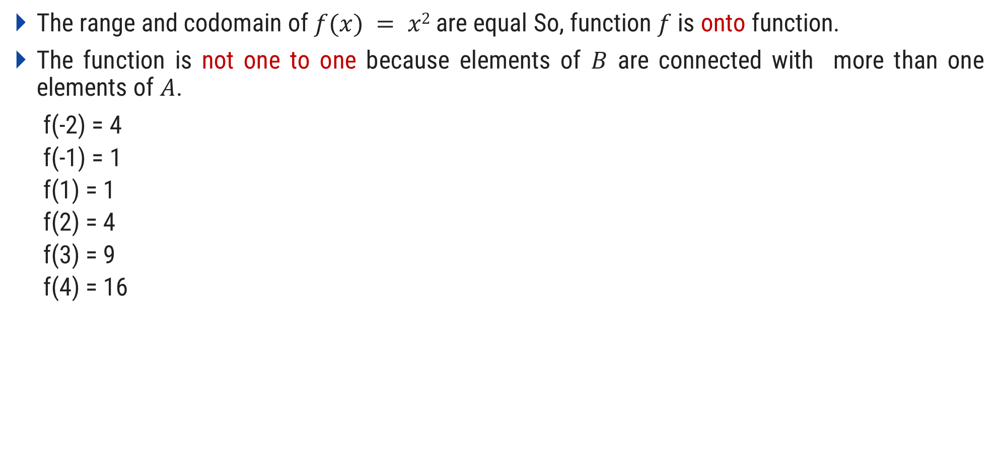 The range and codomain of f(x) = x² are equal So, function f is onto function.
The function is not one to one because elements of B are connected with more than one
elements of A.
f(-2) = 4
f(-1) = 1
f(1) = 1
f(2) = 4
f(3) = 9
f(4) = 16